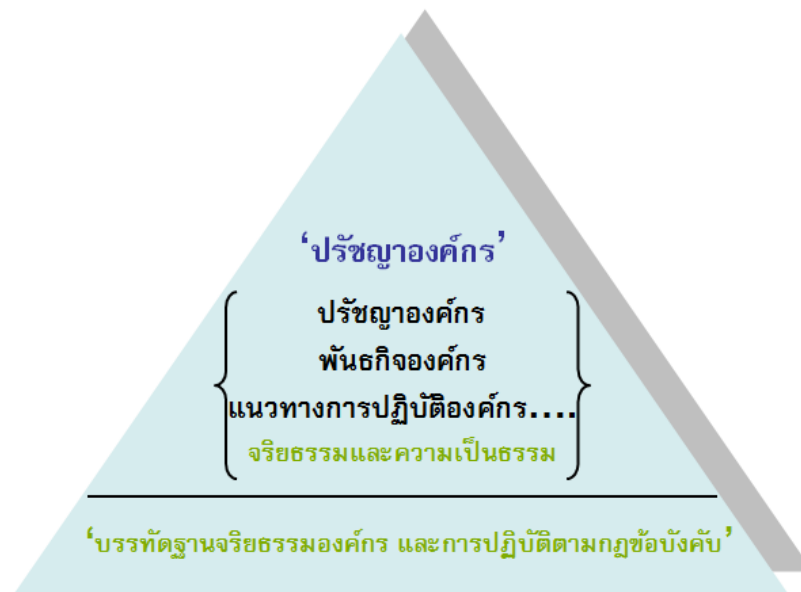 ‘ปรัชญาองค์กร’
ปรัชญาองค์กร
พันธกิจองค์กร
แนวทางการปฏิบัติองค์กร....
จริยธรรมและความเป็นธรรม
‘บรรทัดฐานจริยธรรมองค์กร และการปฏิบัติตามกฎข้อบังคับ’